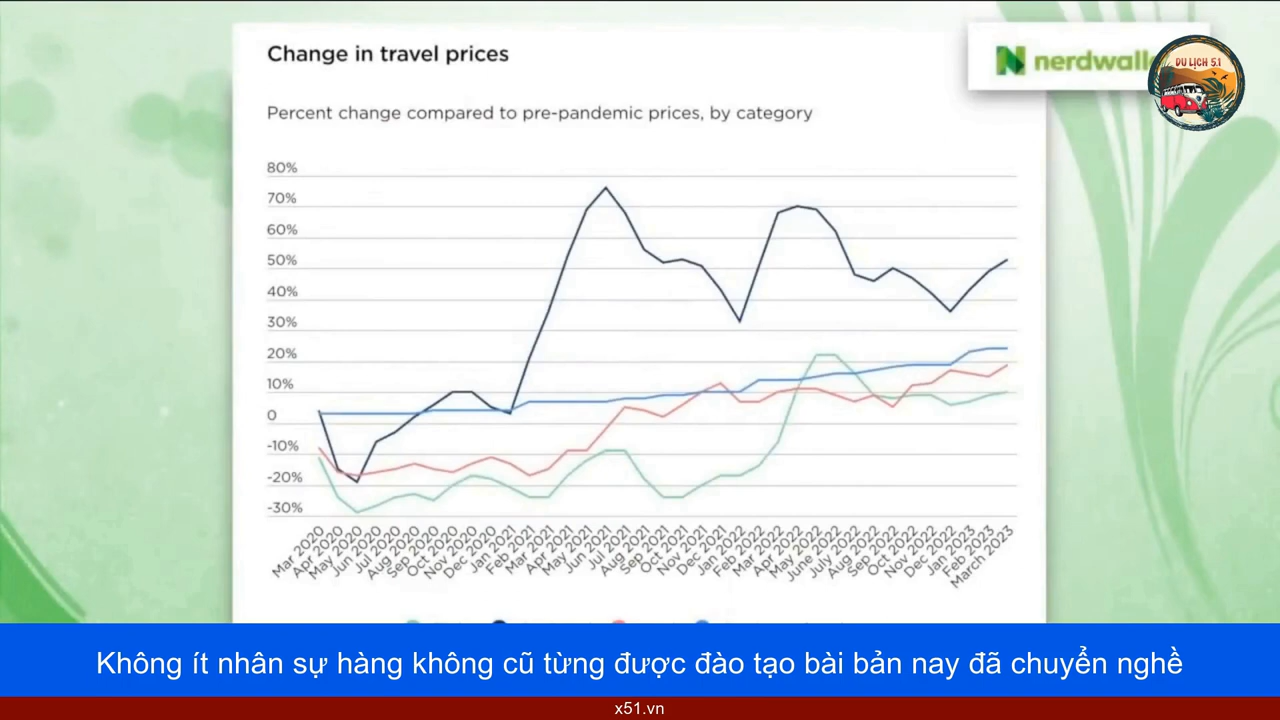 Change in travel prices
nerdwalle
DU LỊCH 5.1
Percent change compared to pre-pandemic prices, by category
80%
70%
60%
50%
40%
30%
20%
10%
0
-10%
-20%
-30%
Mar 2020
Apr 2020
May 2020
Jun 2020
Jul 2020
Aug 2020
Sep 2020
Oct 2020
Nov 2020
Dec 2020
Jan 2021
Feb 2021
Mar 2021
Apr 2021
May 2021
Jun 2021
Jul 2021
Aug 2021
Sep 2021
Oct 2021
Nov 2021
Dec 2021
Jan 2022
Feb 2022
Mar 2022
Apr 2022
May 2022
June 2022
July 2022
Aug 2022
Sep 2022
Oct 2022
Nov 2022
Dec 2022
Jan 2023
Feb 2023
March 2023
Không ít nhân sự hàng không cũ từng được đào tạo bài bản nay đã chuyển nghề
x51.vn